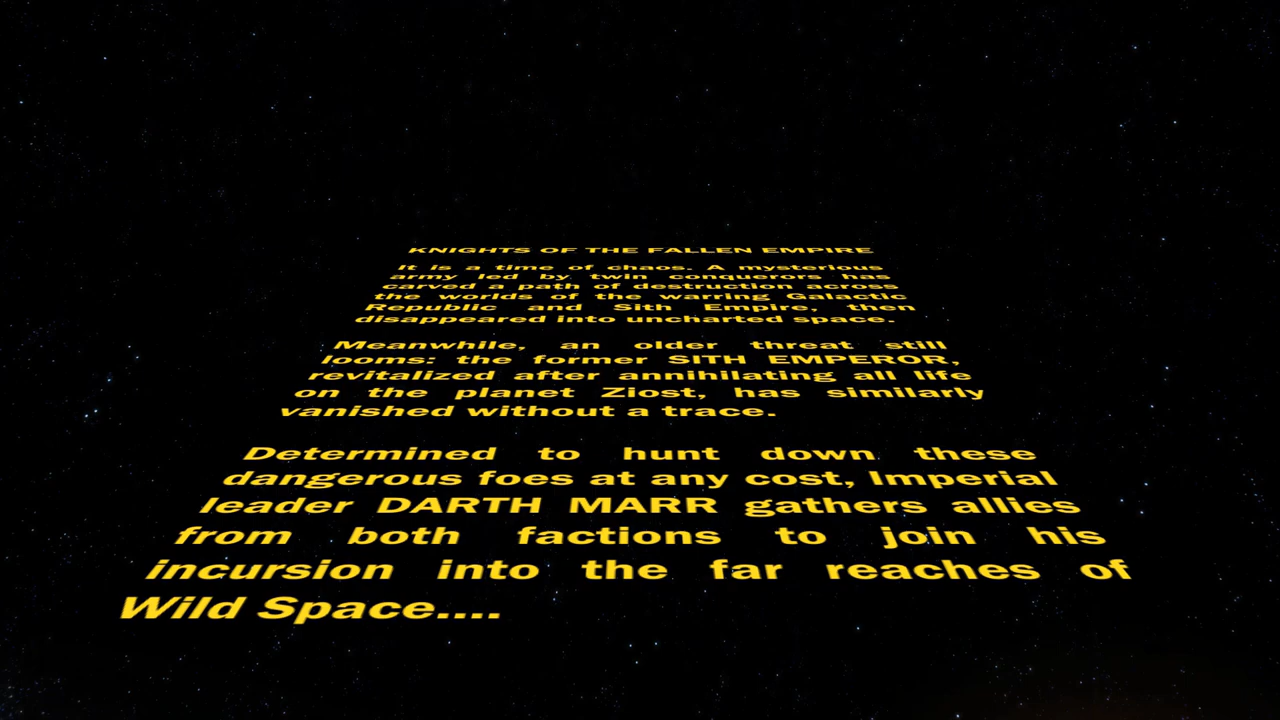 KNIGHTS OF THE FALLEN EMPIRE
It is a time of chaos. A mysterious
army led by twin conquerors has
carved a path of destruction across
the worlds of the warring Galactic
Republic and Sith Empire, then
disappeared into uncharted space.
Meanwhile, an older threat still
looms: the former SITH EMPEROR,
revitalized after annihilating all life
on the planet Ziost, has similarly
vanished without a trace.
Determined to hunt down these
dangerous foes at any cost, Imperial
leader DARTH MARR gathers allies
from both factions to join his
incursion into the far reaches of
Wild Space....